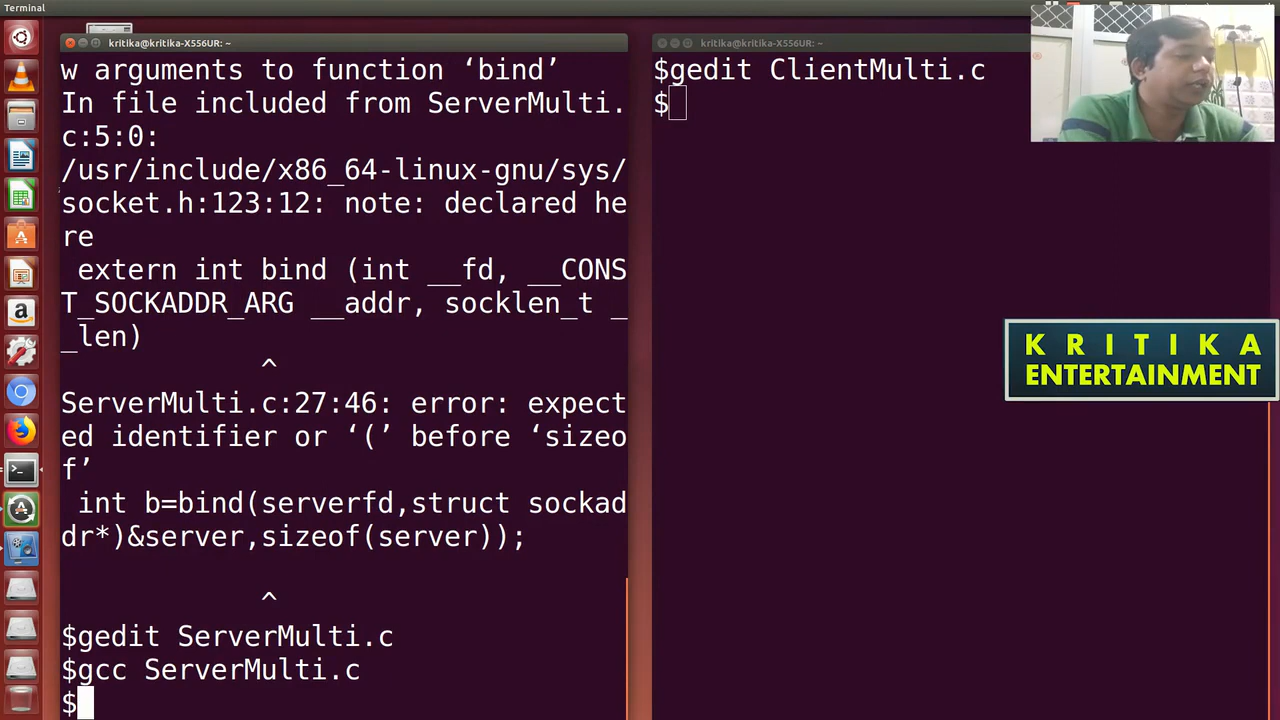 Terminal
kritika@kritika-X556UR: ~
w arguments to function ‘bind’
In file included from ServerMulti.
c:5:0:
/usr/include/x86_64-linux-gnu/sys/
socket.h:123:12: note: declared he
re
 extern int bind (int __fd, __CONS
T_SOCKADDR_ARG __addr, socklen_t _
_len)
^
ServerMulti.c:27:46: error: expect
ed identifier or ‘(’ before ‘sizeo
f’
 int b=bind(serverfd,struct sockad
dr*)&server,sizeof(server));
^
$gedit ServerMulti.c
$gcc ServerMulti.c
$
kritika@kritika-X556UR: ~
$gedit ClientMulti.c
$
KRITIKA
ENTERTAINMENT